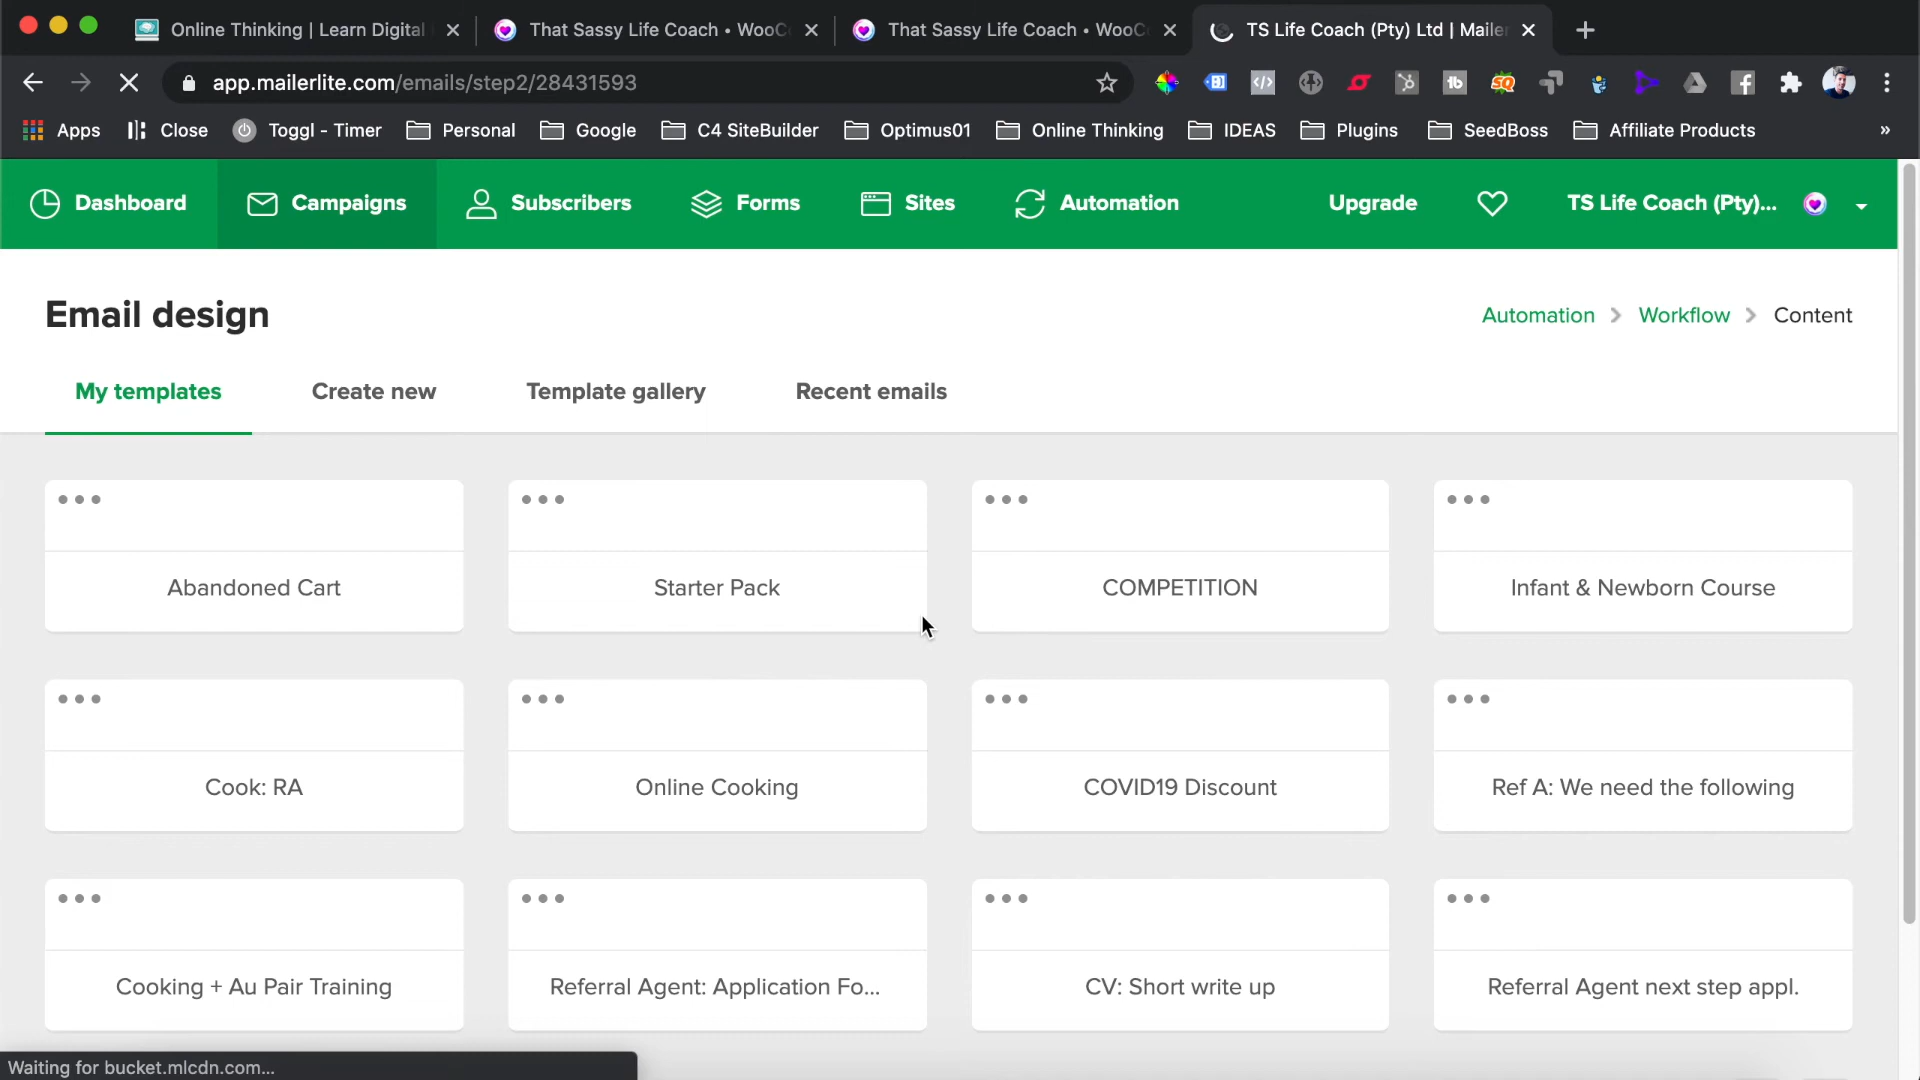 Online Thinking | Learn Digital
That Sassy Life Coach • WooC
That Sassy Life Coach • WooC
TS Life Coach (Pty) Ltd | Mailer
app.mailerlite.com/emails/step2/28431593
Apps
Close
Toggl - Timer
Personal
Google
C4 SiteBuilder
Optimus01
Online Thinking
IDEAS
Plugins
SeedBoss
Affiliate Products
»
Dashboard
Campaigns
Subscribers
Forms
Sites
Automation
Upgrade
TS Life Coach (Pty)...
Email design
Automation > Workflow > Content
My templates
Create new
Template gallery
Recent emails
Abandoned Cart
Starter Pack
COMPETITION
Infant & Newborn Course
Cook: RA
Online Cooking
COVID19 Discount
Ref A: We need the following
Cooking + Au Pair Training
Referral Agent: Application Fo...
CV: Short write up
Referral Agent next step appl.
Waiting for bucket.mlcdn.com...